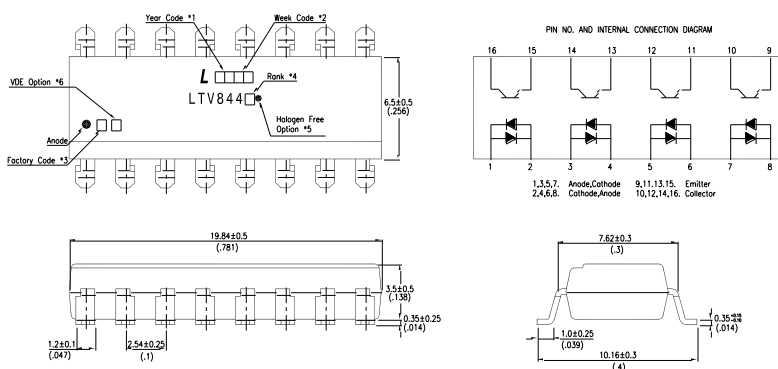 Year Code *1
Week Code *2
VDE Option *6
L
Rank *4
LTV844
Halogen Free
Option *5
Anode
Factory Code *3
6.5±0.5
(.256)
PIN NO. AND INTERNAL CONNECTION DIAGRAM
16 15 14 13 12 11 10 9
1 2 3 4 5 6 7 8
1,3,5,7. Anode,Cathode 9,11.13.15. Emitter
2,4,6,8. Cathode,Anode 10,12,14,16. Collector
19.84±0.5
(.781)
3.5±0.5
(.138)
0.35±0.25
(.014)
1.2±0.1
(.047)
2.54±0.25
(.1)
7.62±0.3
(.3)
0.35
(.014)
1.0±0.25
(.039)
10.16±0.3
(.4)